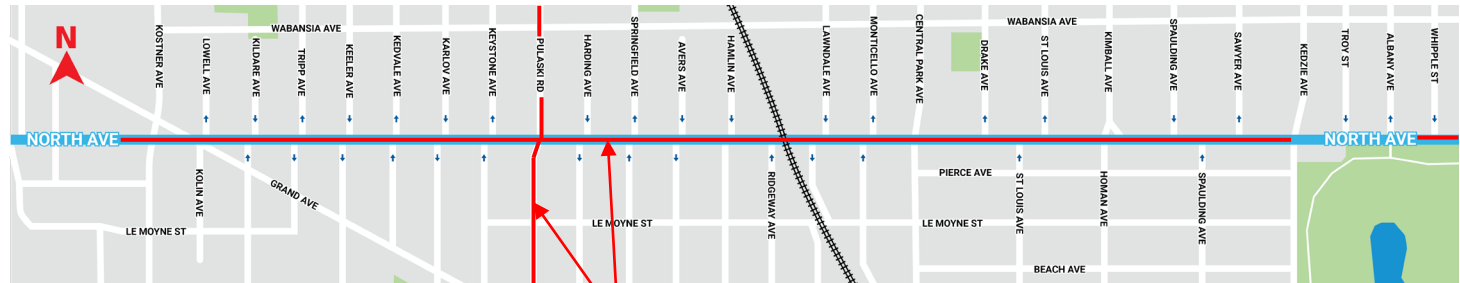 WABANSIA AVE
WABANSIA AVE
N
KOSTNER AVE
LOWELL AVE
KILDARE AVE
TRIPP AVE
KEELER AVE
KEDVALE AVE
KARLOV AVE
KEYSTONE AVE
PULASKI RD
HARDING AVE
SPRINGFIELD AVE
AVERS AVE
HAMLIN AVE
LAWNDALE AVE
MONTICELLO AVE
CENTRAL PARK AVE
DRAKE AVE
ST LOUIS AVE
KIMBALL AVE
SPAULDING AVE
SAWYER AVE
KEDZIE AVE
TROY ST
ALBANY AVE
WHIPPLE ST
NORTH AVE
NORTH AVE
KOLIN AVE
GRAND AVE
RIDGEWAY AVE
PIERCE AVE
ST LOUIS AVE
HOMAN AVE
SPAULDING AVE
LE MOYNE ST
LE MOYNE ST
LE MOYNE ST
BEACH AVE